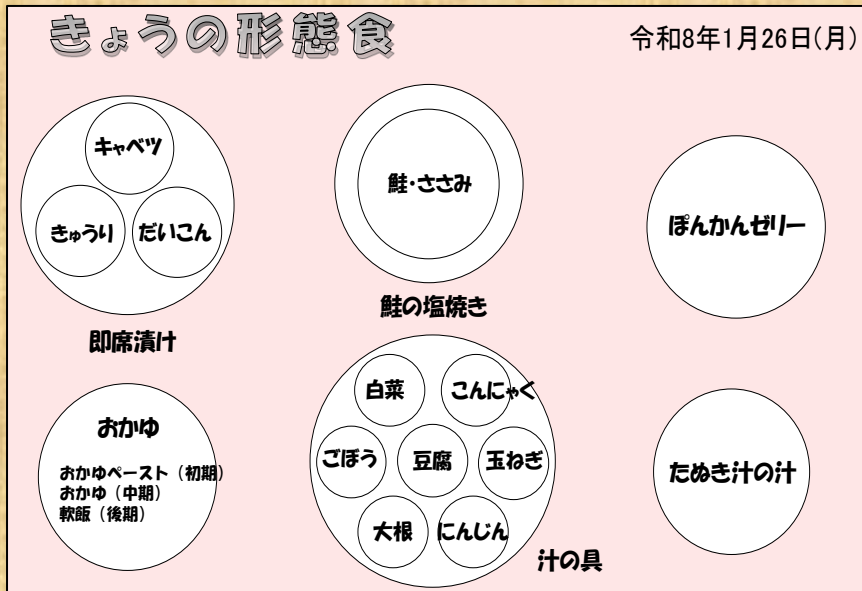 きょうの形態食
令和8年1月26日(月)
キャベツ
きゅうり
だいこん
即席漬け
鮭・ささみ
鮭の塩焼き
ぽんかんゼリー
おかゆ
おかゆペースト（初期）
おかゆ（中期）
軟飯（後期）
白菜
こんにゃく
ごぼう
豆腐
玉ねぎ
大根
にんじん
汁の具
たぬき汁の汁